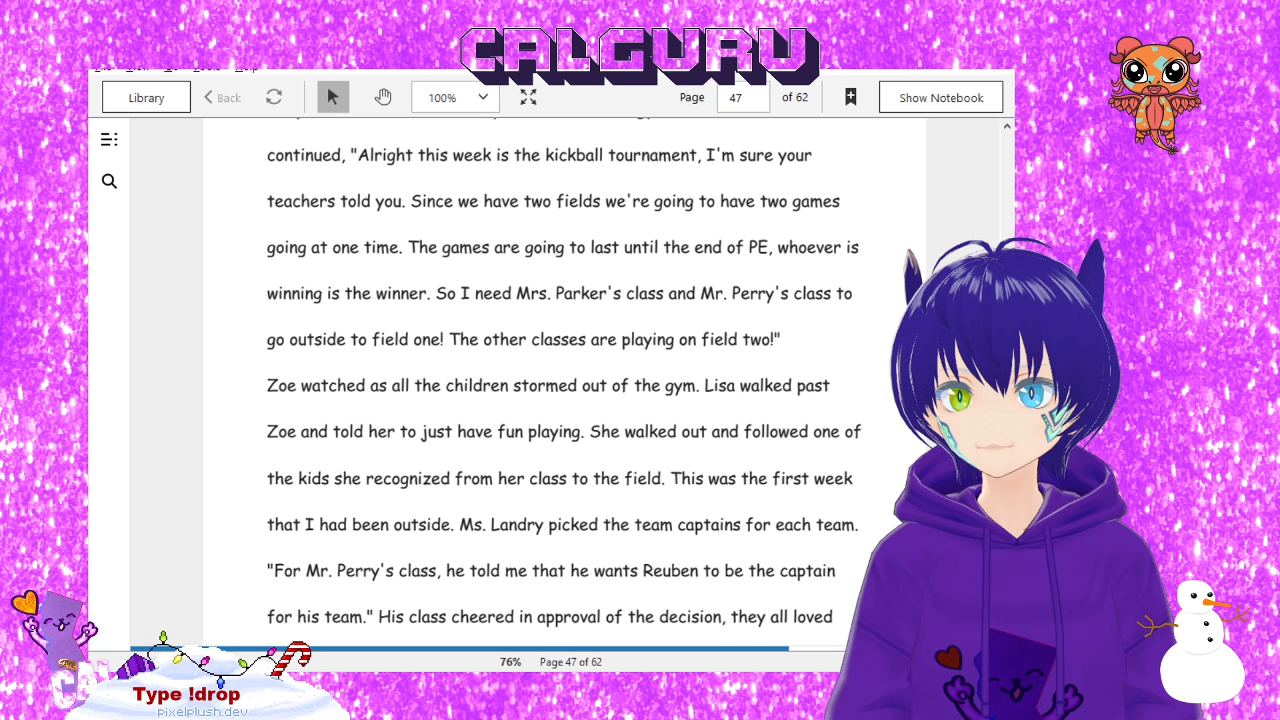 CALGURU
Library
Back
100%
Page
47
of 62
Show Notebook
continued, "Alright this week is the kickball tournament, I'm sure your
teachers told you. Since we have two fields we're going to have two games
going at one time. The games are going to last until the end of PE, whoever is
winning is the winner. So I need Mrs. Parker's class and Mr. Perry's class to
go outside to field one! The other classes are playing on field two!"
Zoe watched as all the children stormed out of the gym. Lisa walked past
Zoe and told her to just have fun playing. She walked out and followed one of
the kids she recognized from her class to the field. This was the first week
that I had been outside. Ms. Landry picked the team captains for each team.
"For Mr. Perry's class, he told me that he wants Reuben to be the captain
for his team." His class cheered in approval of the decision, they all loved
76%
Page 47 of 62
Type !drop
pixelplush.dev